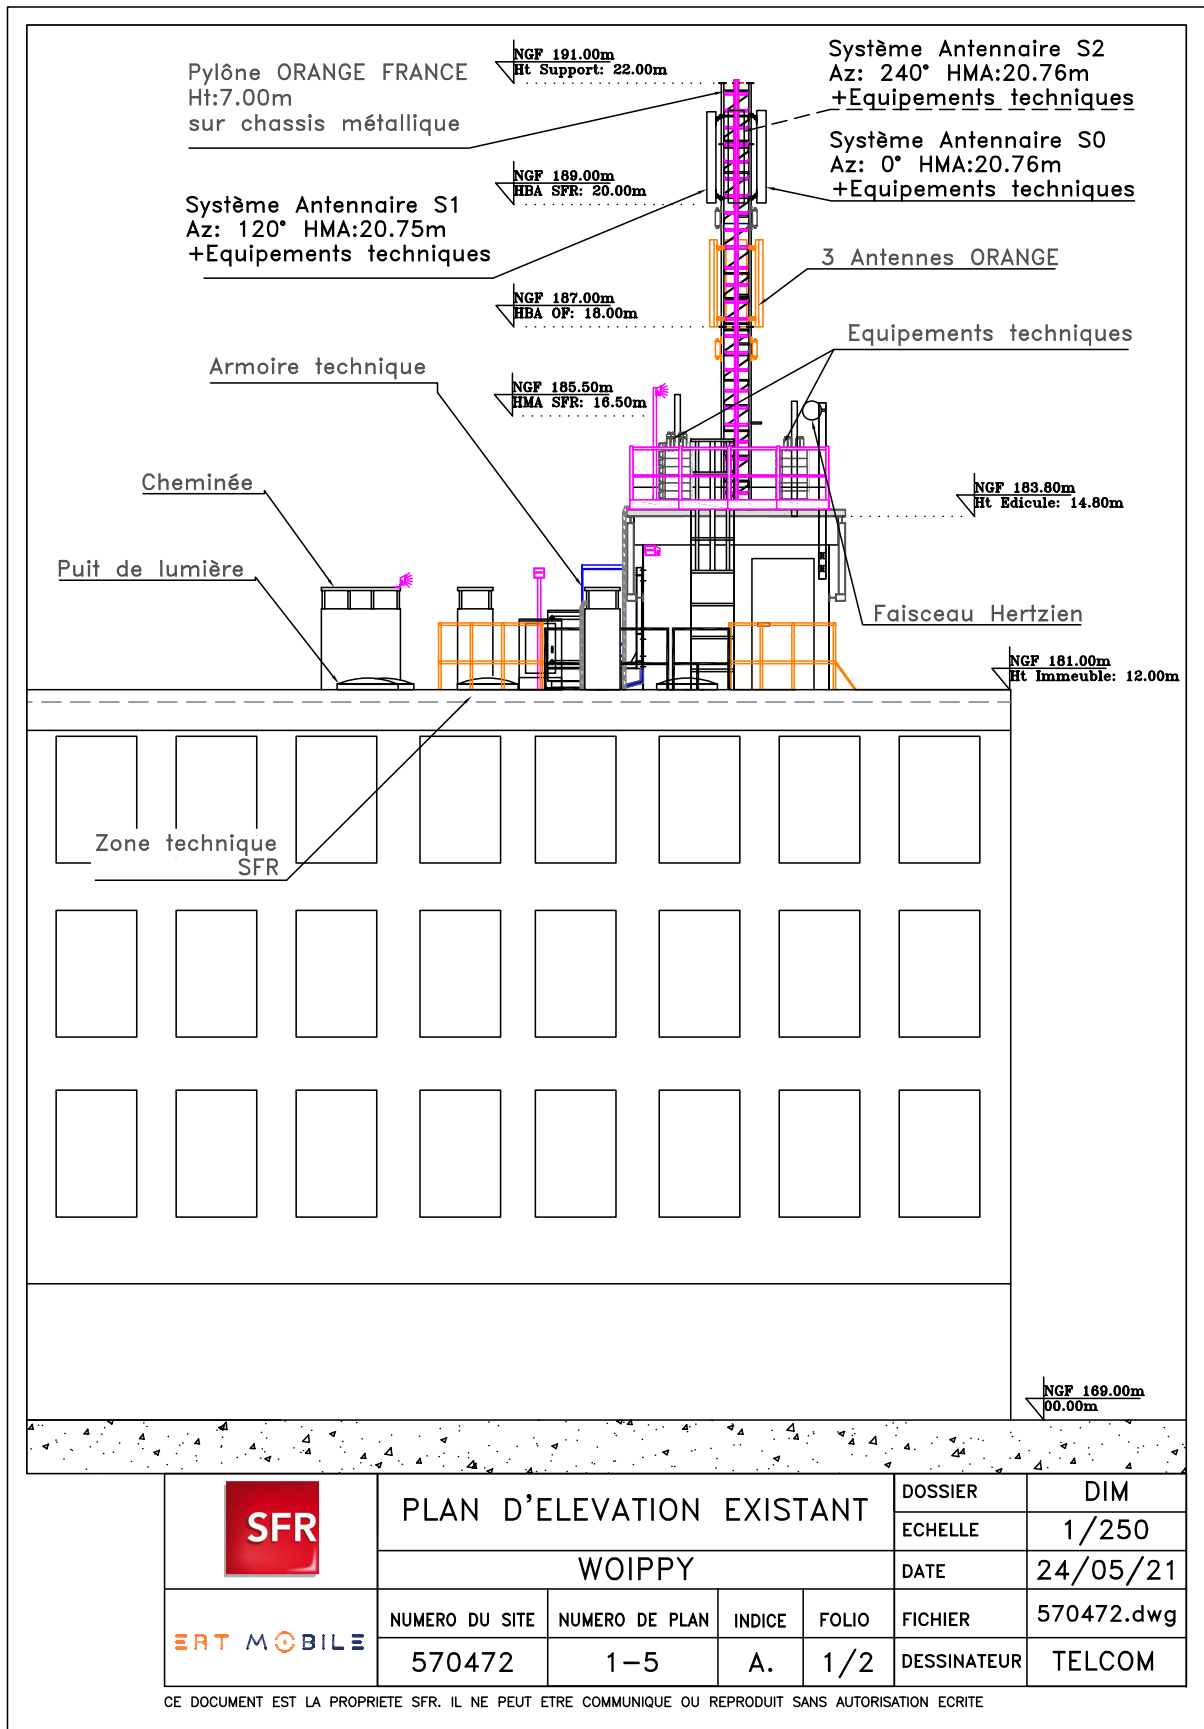 NGF 191.00m
Ht Support: 22.00m
Pylône ORANGE FRANCE
Ht:7.00m
sur chassis métallique
Système Antennaire S2
Az: 240° HMA:20.76m
+Equipements techniques
Système Antennaire S0
Az: 0° HMA:20.76m
+Equipements techniques
NGF 189.00m
HBA SFR: 20.00m
Système Antennaire S1
Az: 120° HMA:20.75m
+Equipements techniques
3 Antennes ORANGE
NGF 187.00m
HBA OF: 18.00m
Equipements techniques
Armoire technique
NGF 185.50m
HMA SFR: 16.50m
Cheminée
NGF 183.80m
Ht Edicule: 14.80m
Puit de lumière
Faisceau Hertzien
NGF 181.00m
Ht Immeuble: 12.00m
Zone technique
SFR
NGF 169.00m
00.00m
SFR
PLAN D'ELEVATION EXISTANT
WOIPPY
DOSSIER DIM
ECHELLE 1/250
DATE 24/05/21
FICHIER 570472.dwg
DESSINATEUR TELCOM
ERT MOBILE
NUMERO DU SITE NUMERO DE PLAN INDICE FOLIO
570472 1-5 A. 1/2
CE DOCUMENT EST LA PROPRIETE SFR. IL NE PEUT ETRE COMMUNIQUE OU REPRODUIT SANS AUTORISATION ECRITE